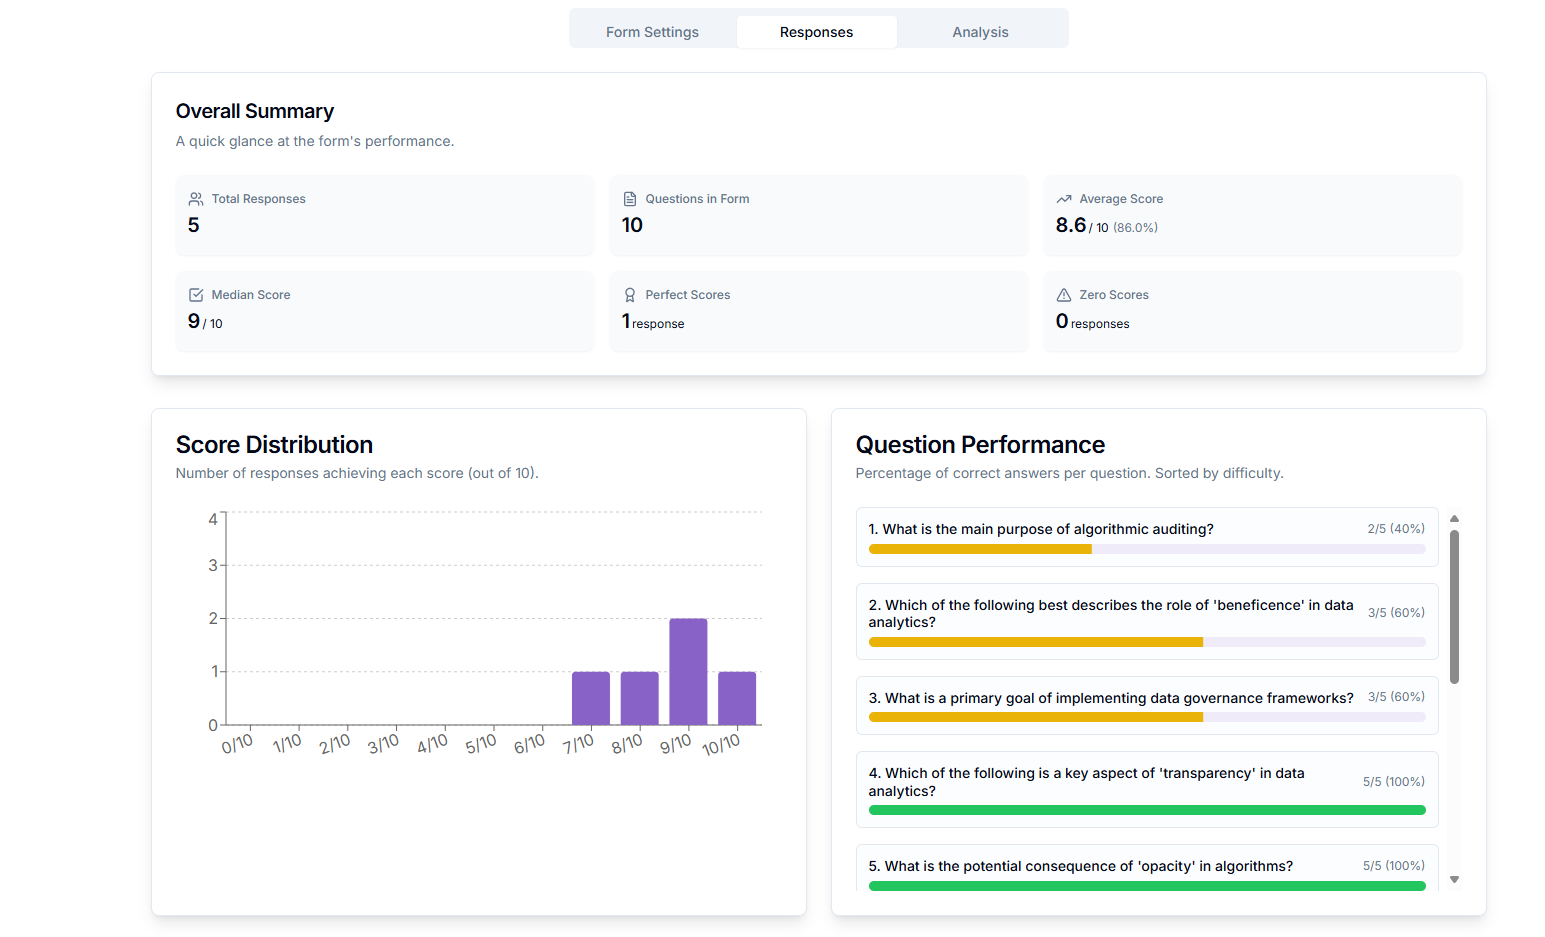 Form Settings
Responses
Analysis
Overall Summary
A quick glance at the form's performance.
Total Responses
5
Questions in Form
10
Average Score
8.6 / 10 (86.0%)
Median Score
9 / 10
Perfect Scores
1 response
Zero Scores
0 responses
Score Distribution
Number of responses achieving each score (out of 10).
4
3
2
1
0
0/10
1/10
2/10
3/10
4/10
5/10
6/10
7/10
8/10
9/10
10/10
Question Performance
Percentage of correct answers per question. Sorted by difficulty.
1. What is the main purpose of algorithmic auditing?
2/5 (40%)
2. Which of the following best describes the role of 'beneficence' in data
analytics?
3/5 (60%)
3. What is a primary goal of implementing data governance frameworks?
3/5 (60%)
4. Which of the following is a key aspect of 'transparency' in data
analytics?
5/5 (100%)
5. What is the potential consequence of 'opacity' in algorithms?
5/5 (100%)